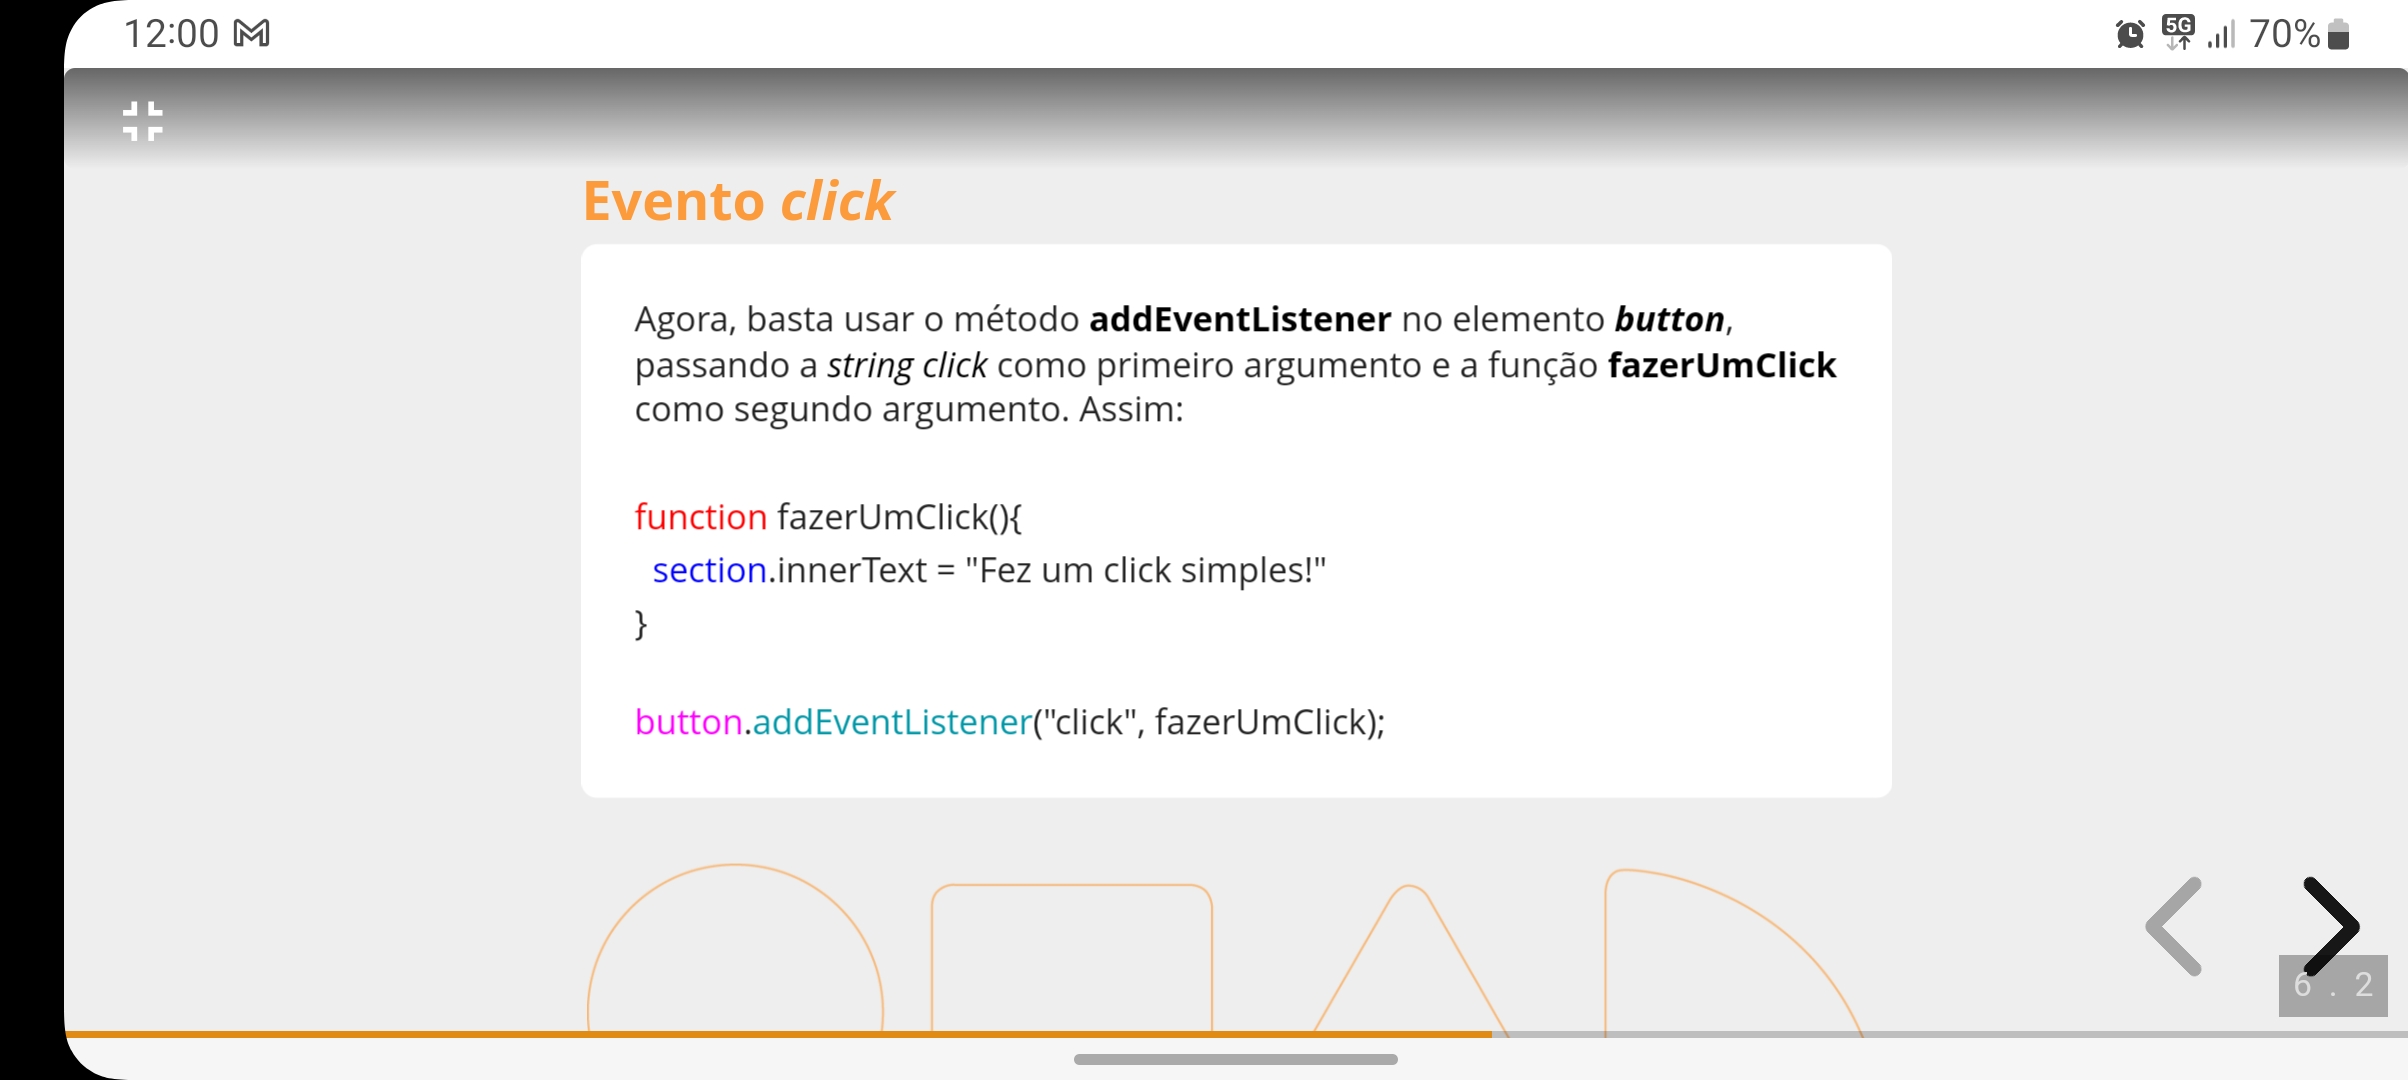 12:00
5G
70%
Evento click
Agora, basta usar o método addEventListener no elemento button,
passando a string click como primeiro argumento e a função fazerUmClick
como segundo argumento. Assim:
function fazerUmClick(){
section.innerText = "Fez um click simples!"
}
button.addEventListener("click", fazerUmClick);
6 . 2